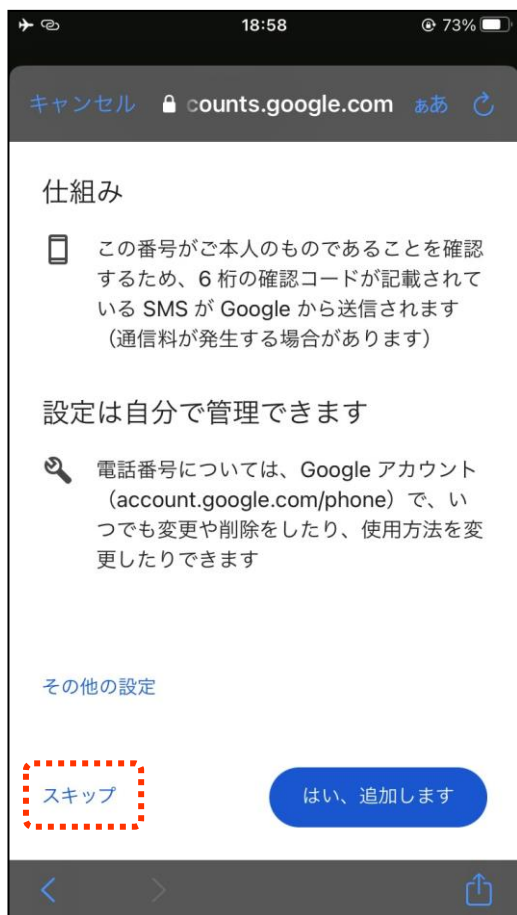 18:58
73%
キャンセル counts.google.com ぁあ
仕組み
この番号がご本人のものであることを確認
するため、6 桁の確認コードが記載されて
いる SMS が Google から送信されます
（通信料が発生する場合があります）
設定は自分で管理できます
電話番号については、Google アカウント
（account.google.com/phone）で、い
つでも変更や削除をしたり、使用方法を変
更したりできます
その他の設定
スキップ
はい、追加します